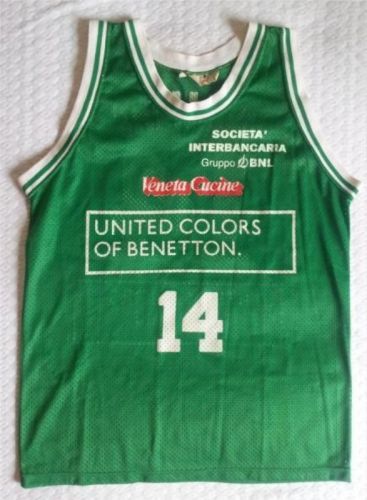 SOCIETA'
INTERBANCARIA
Gruppo BNL
Veneta Cucine
UNITED COLORS
OF BENETTON.
14